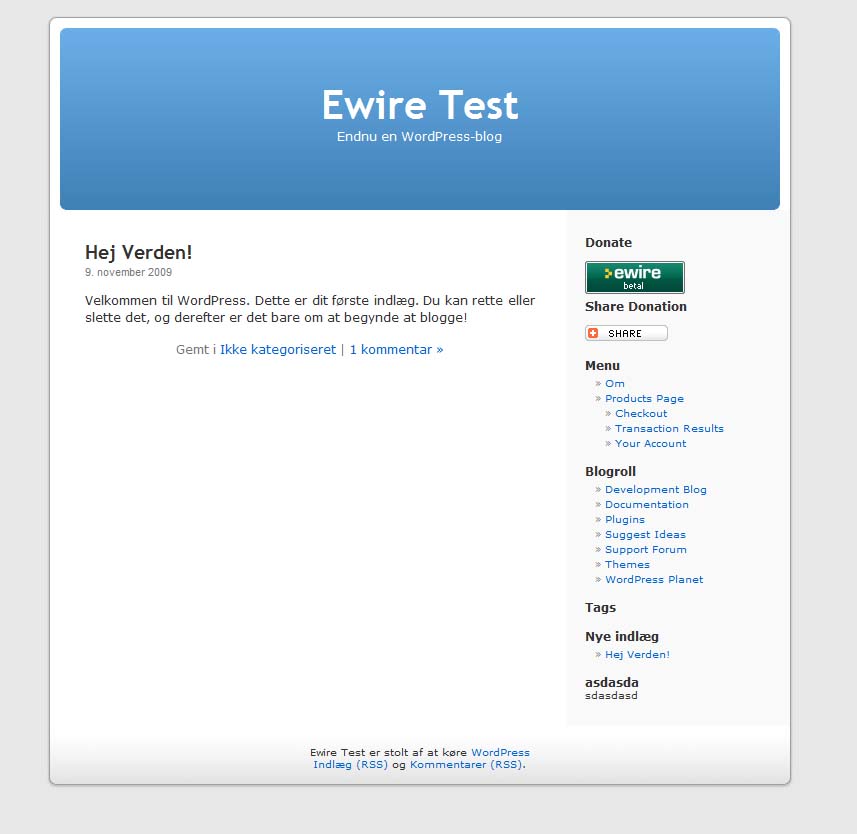 Ewire Test
Endnu en WordPress-blog
Hej Verden!
9. november 2009
Velkommen til WordPress. Dette er dit første indlæg. Du kan rette eller
slette det, og derefter er det bare om at begynde at blogge!
Gemt i Ikke kategoriseret | 1 kommentar »
Donate
ewire
betal
Share Donation
SHARE
Menu
» Om
» Products Page
» Checkout
» Transaction Results
» Your Account
Blogroll
» Development Blog
» Documentation
» Plugins
» Suggest Ideas
» Support Forum
» Themes
» WordPress Planet
Tags
Nye indlæg
» Hej Verden!
asdasda
sdasdasd
Ewire Test er stolt af at køre WordPress
Indlæg (RSS) og Kommentarer (RSS).